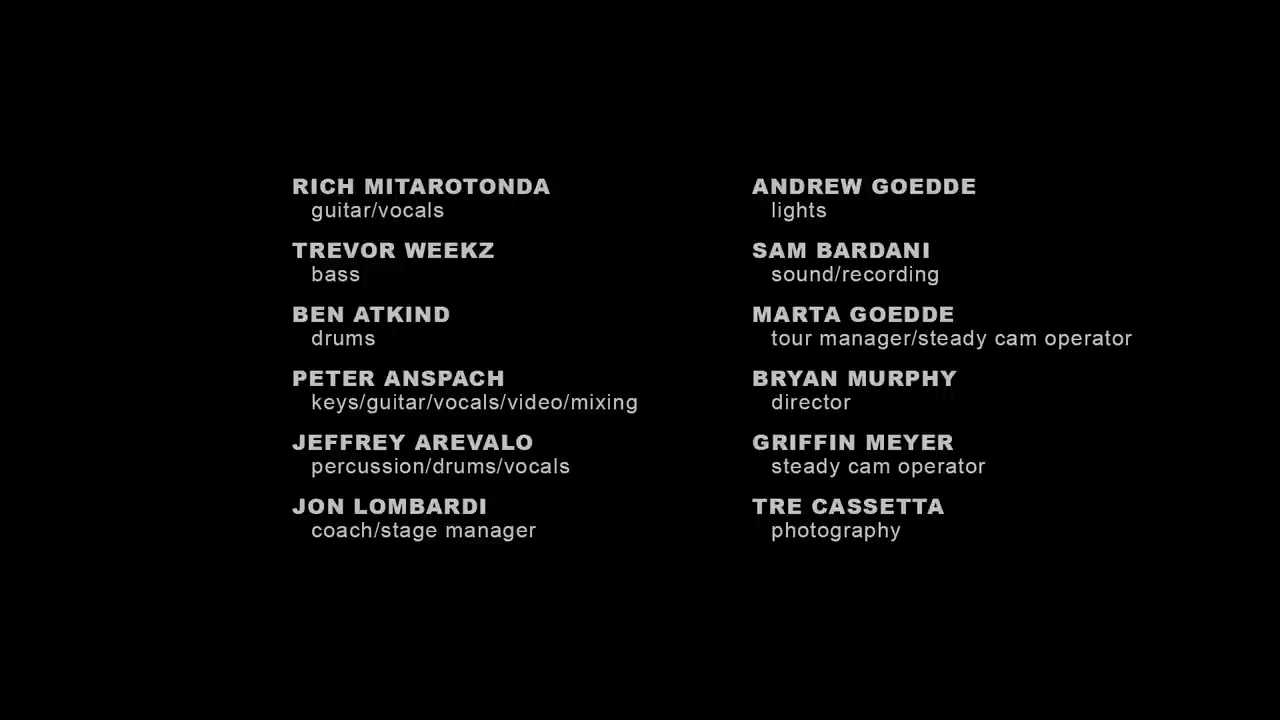 RICH MITAROTONDA
guitar/vocals
TREVOR WEEKZ
bass
BEN ATKIND
drums
PETER ANSPACH
keys/guitar/vocals/video/mixing
JEFFREY AREVALO
percussion/drums/vocals
JON LOMBARDI
coach/stage manager
ANDREW GOEDDE
lights
SAM BARDANI
sound/recording
MARTA GOEDDE
tour manager/steady cam operator
BRYAN MURPHY
director
GRIFFIN MEYER
steady cam operator
TRE CASSETTA
photography